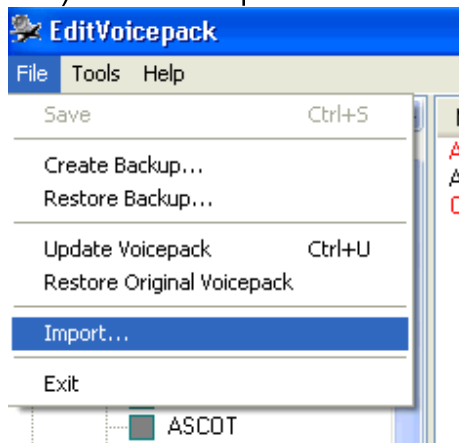 EditVoicepack
File Tools Help
Save Ctrl+S
Create Backup...
Restore Backup...
Update Voicepack Ctrl+U
Restore Original Voicepack
Import...
Exit
ASCOT